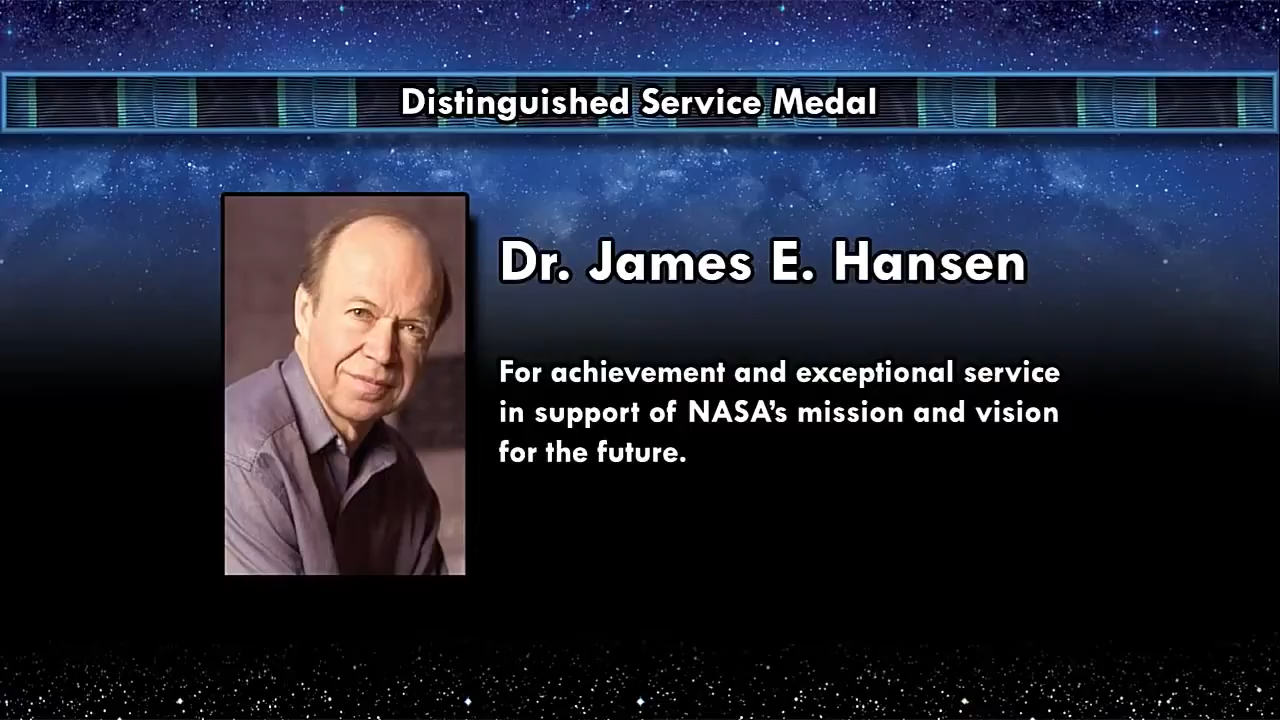 Distinguished Service Medal
Dr. James E. Hansen
For achievement and exceptional service
in support of NASA’s mission and vision
for the future.